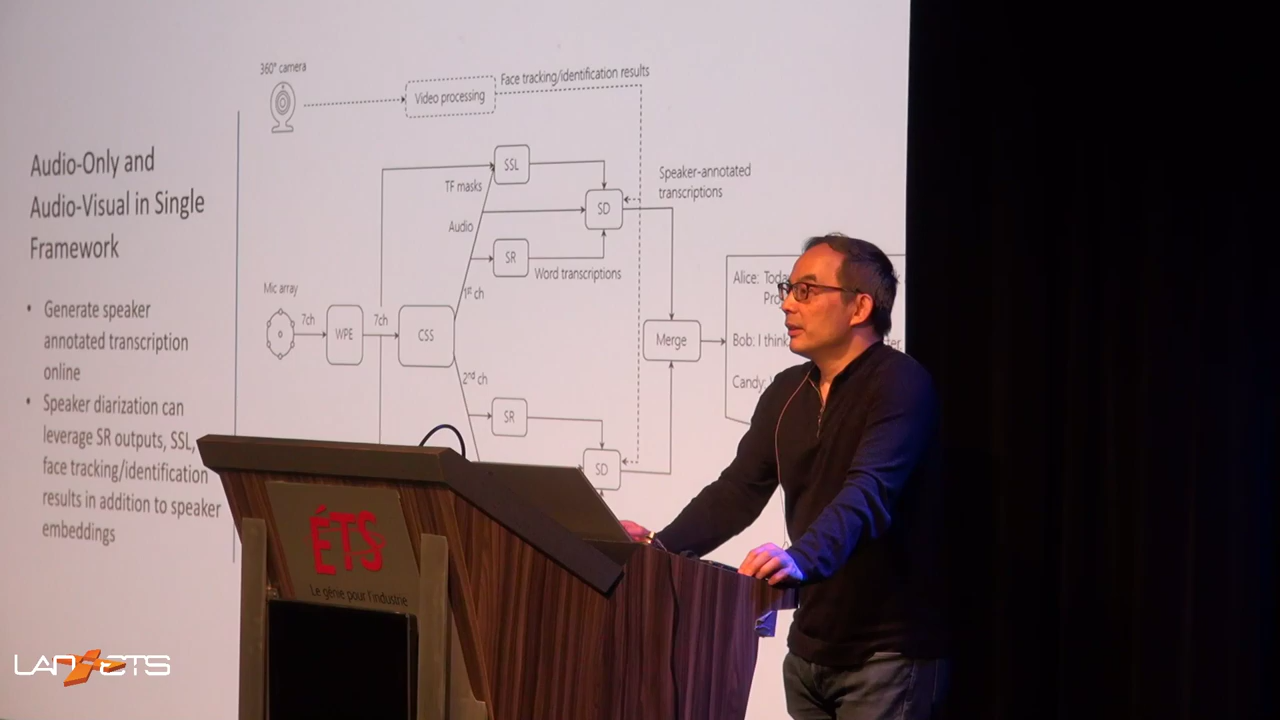 Audio-Only and
Audio-Visual in Single
Framework
• Generate speaker
annotated transcription
online
• Speaker diarization can
leverage SR outputs, SSL,
face tracking/identification
results in addition to speaker
embeddings
360° camera
Video processing
Face tracking/identification results
SSL
TF masks
Speaker-annotated
transcriptions
SD
Audio
SR
Word transcriptions
1st ch
Mic array
7ch
WPE
7ch
CSS
Merge
Alice:
Bob: I think
Candy:
2nd ch
SR
SD
ÉTS
Le génie pour l'industrie
LAN ETS